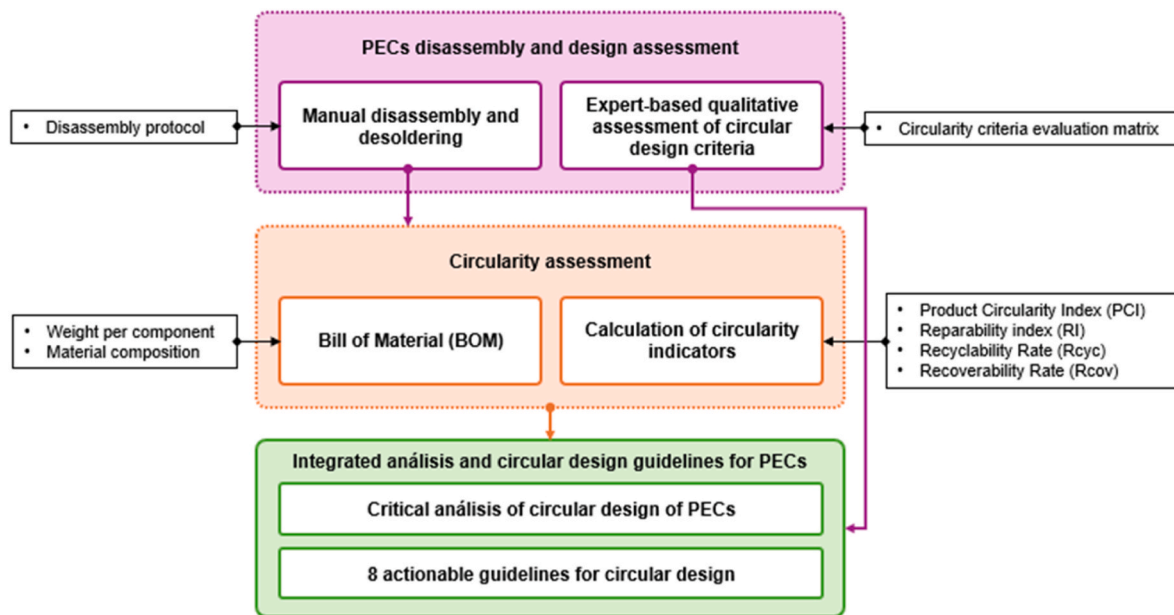 PECs disassembly and design assessment
• Disassembly protocol
Manual disassembly and
desoldering
Expert-based qualitative
assessment of circular
design criteria
• Circularity criteria evaluation matrix
Circularity assessment
• Weight per component
• Material composition
Bill of Material (BOM)
Calculation of circularity
indicators
• Product Circularity Index (PCI)
• Reparability index (RI)
• Recyclability Rate (Rcyc)
• Recoverability Rate (Rcov)
Integrated análisis and circular design guidelines for PECs
Critical análisis of circular design of PECs
8 actionable guidelines for circular design